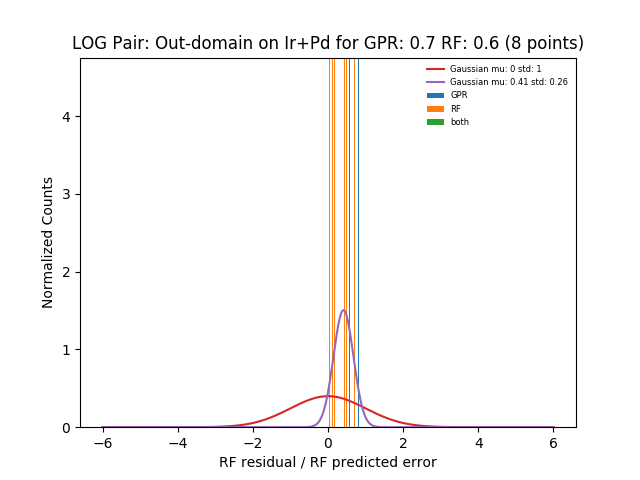 LOG Pair: Out-domain on Ir+Pd for GPR: 0.7 RF: 0.6 (8 points)
Gaussian mu: 0 std: 1
Gaussian mu: 0.41 std: 0.26
GPR
RF
both
Normalized Counts
4
3
2
1
0
−6 −4 −2 0 2 4 6
RF residual / RF predicted error